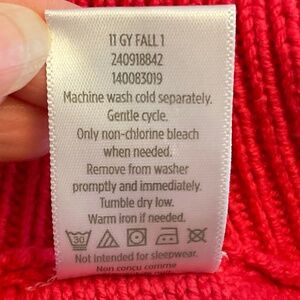 11 GY FALL 1
240918842
140083019
Machine wash cold separately.
Gentle cycle.
Only non-chlorine bleach
when needed.
Remove from washer
promptly and immediately.
Tumble dry low.
Warm iron if needed.
30
Not intended for sleepwear.
Non conçu comme